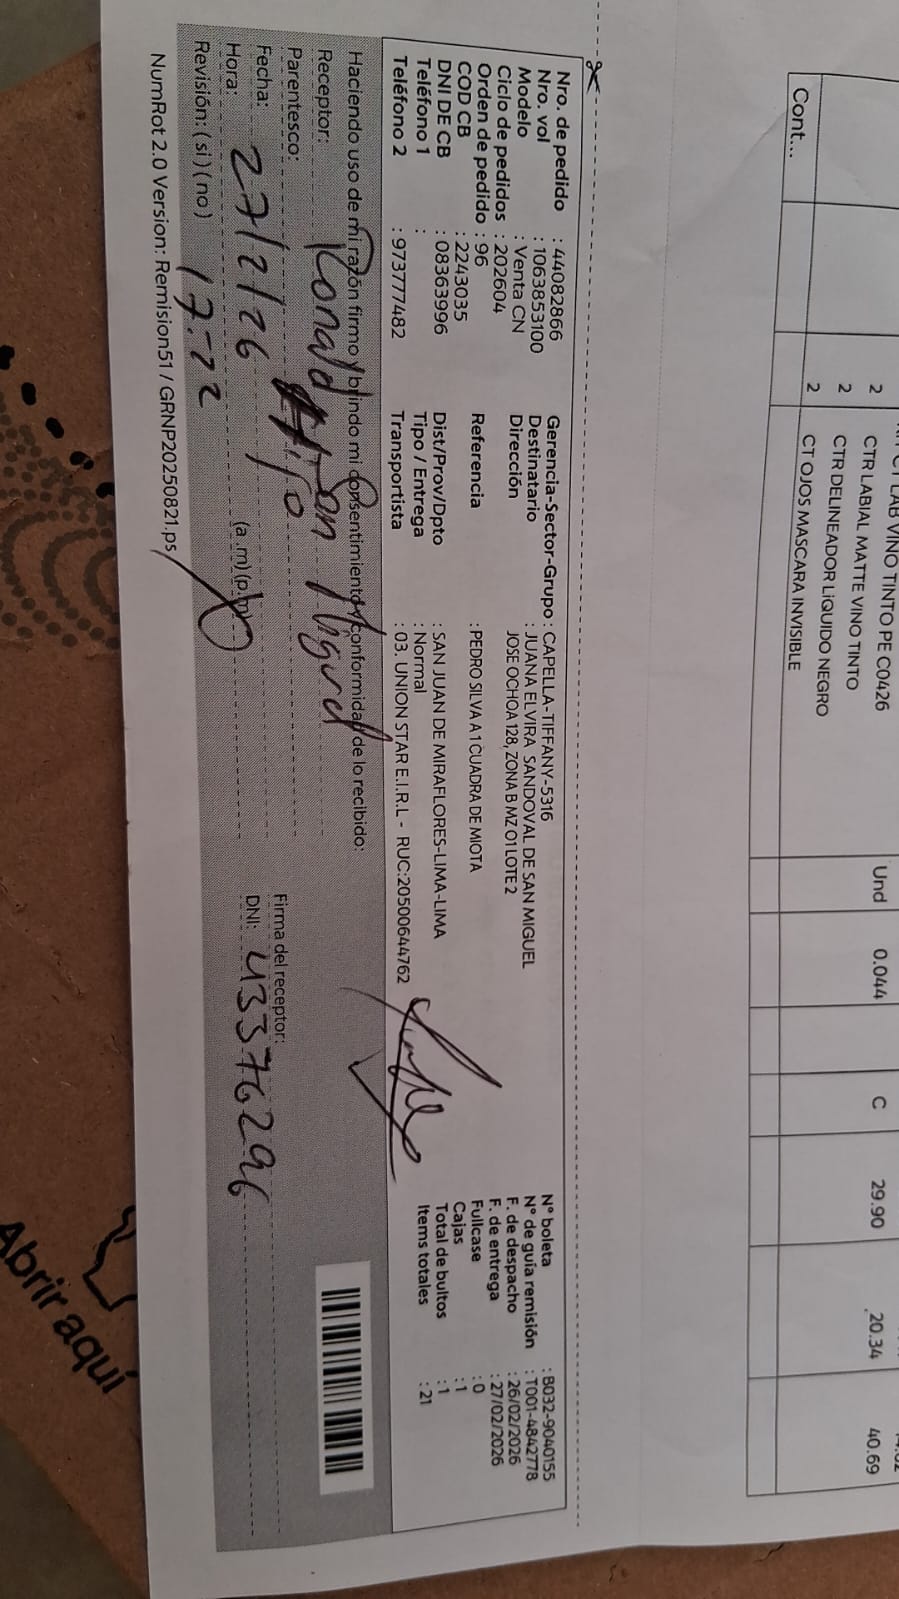 LAB VINO TINTO PE C0426
2 CTR LABIAL MATTE VINO TINTO Und 0.044 C 29.90 20.34 40.69
2 CTR DELINEADOR LIQUIDO NEGRO
2 CT OJOS MASCARA INVISIBLE
Cont...
Nro. de pedido : 44082866
Nro. vol : 1063853100
Modelo : Venta CN
Ciclo de pedidos : 202604
Orden de pedido : 96
COD CB : 2243035
DNI DE CB : 08363996
Teléfono 1 :
Teléfono 2 : 973777482
Gerencia-Sector-Grupo : CAPELLA-TIFFANY-5316
Destinatario : JUANA ELVIRA SANDOVAL DE SAN MIGUEL
Dirección JOSE OCHOA 128, ZONA B MZ O1 LOTE 2
Referencia : PEDRO SILVA A 1 CUADRA DE MIOTA
Dist/Prov/Dpto : SAN JUAN DE MIRAFLORES-LIMA-LIMA
Tipo / Entrega : Normal
Transportista : 03. UNION STAR E.I.R.L - RUC:20500644762
N° boleta : B032-9040155
N° de guía remisión : T001-4842778
F. de despacho : 26/02/2026
F. de entrega : 27/02/2026
Fullcase : 0
Cajas : 1
Total de bultos : 1
Items totales : 21
Haciendo uso de mi razón firmo y brindo mi consentimiento y conformidad de lo recibido:
Receptor: Ronald San Miguel
Parentesco: Hijo
Fecha: 27/2/26
Hora: 17:22 (a.m) (p.m)
Revisión: (si) (no)
Firma del receptor:
DNI: 43376296
NumRot 2.0 Version: Remision51 / GRNP20250821.ps
Abrir aquí